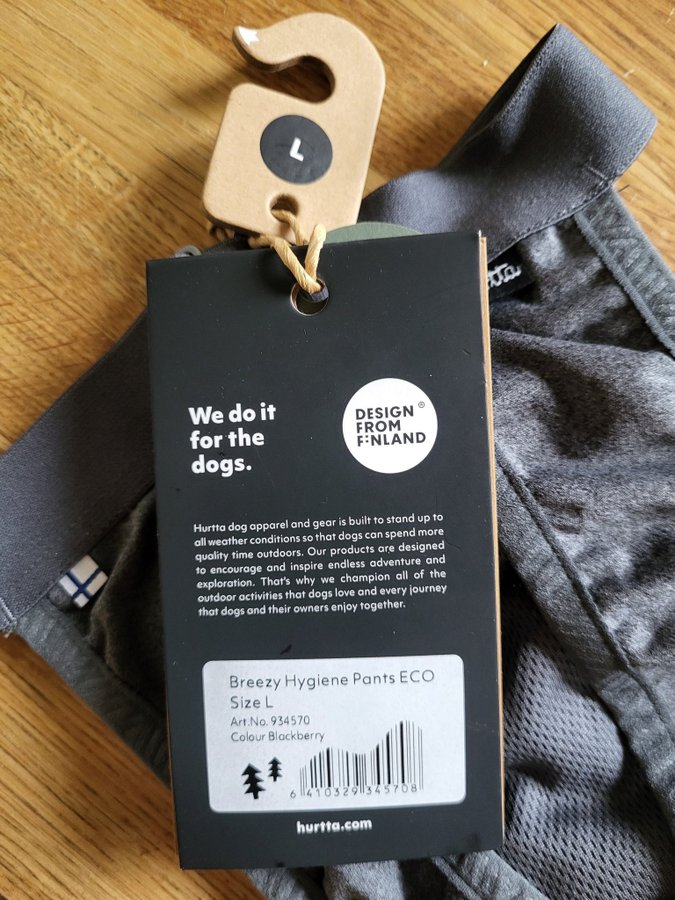 L
tta
We do it
for the
dogs.
DESIGN ®
FROM
FINLAND
Hurtta dog apparel and gear is built to stand up to
all weather conditions so that dogs can spend more
quality time outdoors. Our products are designed
to encourage and inspire endless adventure and
exploration. That's why we champion all of the
outdoor activities that dogs love and every journey
that dogs and their owners enjoy together.
Breezy Hygiene Pants ECO
Size L
Art.No. 934570
Colour Blackberry
6 410329 345708
hurtta.com